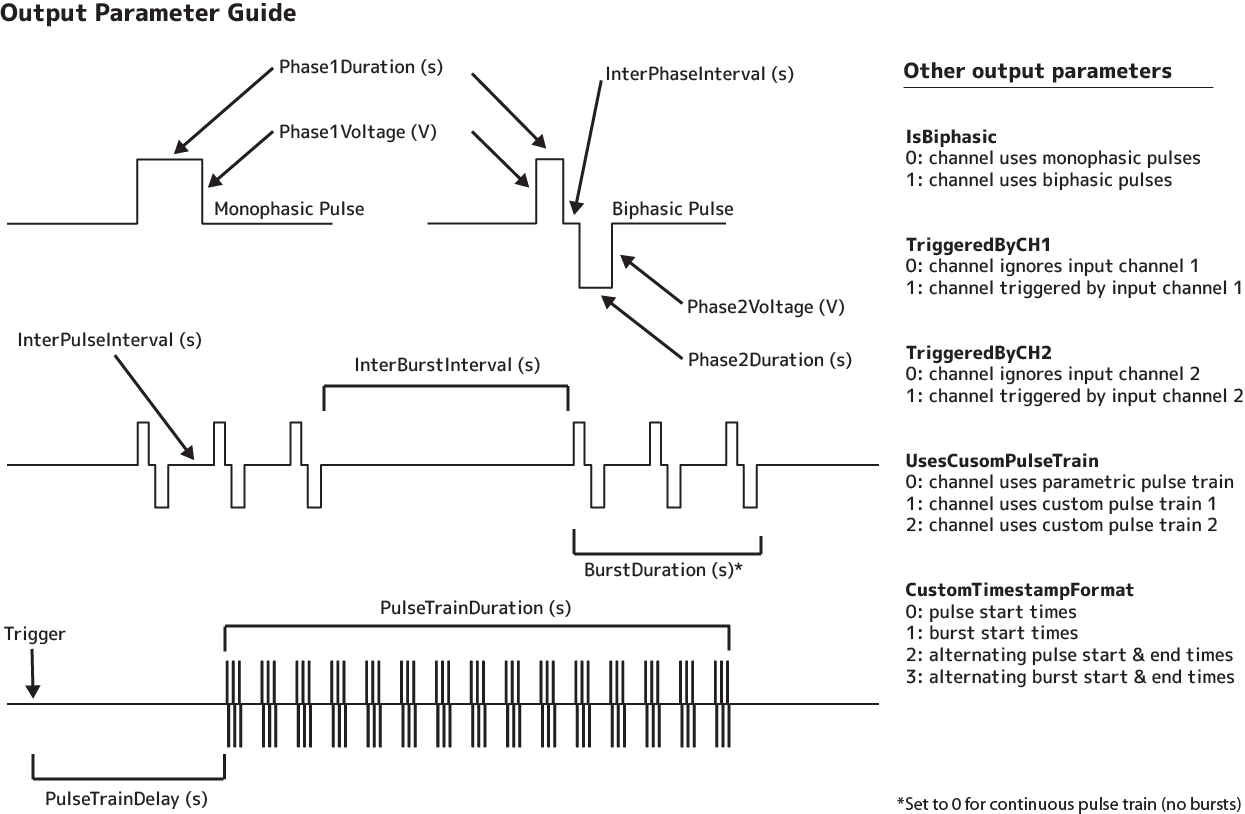 Output Parameter Guide
Phase1Duration (s)
InterPhaseInterval (s)
Phase1Voltage (V)
Monophasic Pulse
Biphasic Pulse
Phase2Voltage (V)
Phase2Duration (s)
InterPulseInterval (s)
InterBurstInterval (s)
BurstDuration (s)*
PulseTrainDuration (s)
Trigger
PulseTrainDelay (s)
Other output parameters
IsBiphasic
0: channel uses monophasic pulses
1: channel uses biphasic pulses
TriggeredByCH1
0: channel ignores input channel 1
1: channel triggered by input channel 1
TriggeredByCH2
0: channel ignores input channel 2
1: channel triggered by input channel 2
UsesCusomPulseTrain
0: channel uses parametric pulse train
1: channel uses custom pulse train 1
2: channel uses custom pulse train 2
CustomTimestampFormat
0: pulse start times
1: burst start times
2: alternating pulse start & end times
3: alternating burst start & end times
*Set to 0 for continuous pulse train (no bursts)